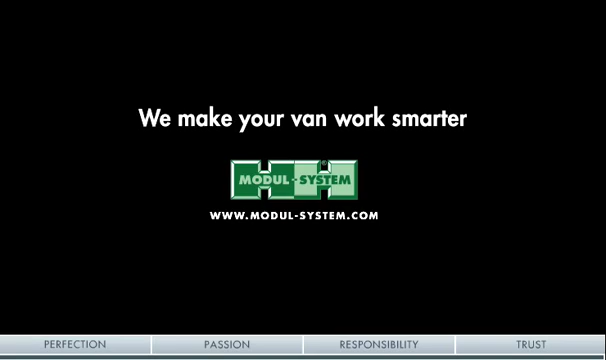 We make your van work smarter
MODUL-SYSTEM®
WWW.MODUL-SYSTEM.COM
PERFECTION PASSION RESPONSIBILITY TRUST